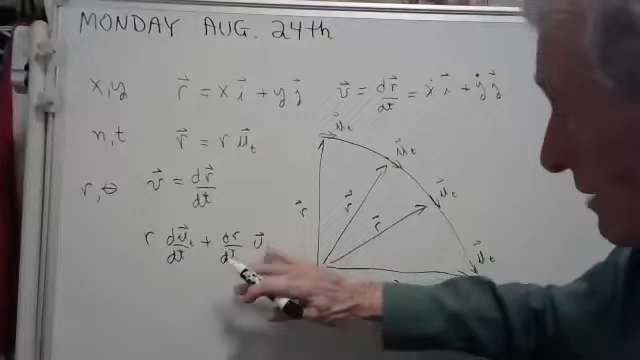 MONDAY AUG. 24th
x,y r⃗ = x i⃗ + y j⃗ v⃗ = dr⃗/dt = ẋ i⃗ + ẏ j⃗
n,t r⃗ = r u⃗t
r,θ v⃗ = dr⃗/dt
r du⃗t/dt + dr/dt u⃗
u⃗t
u⃗t
u⃗t
u⃗t
r⃗
r⃗
r⃗